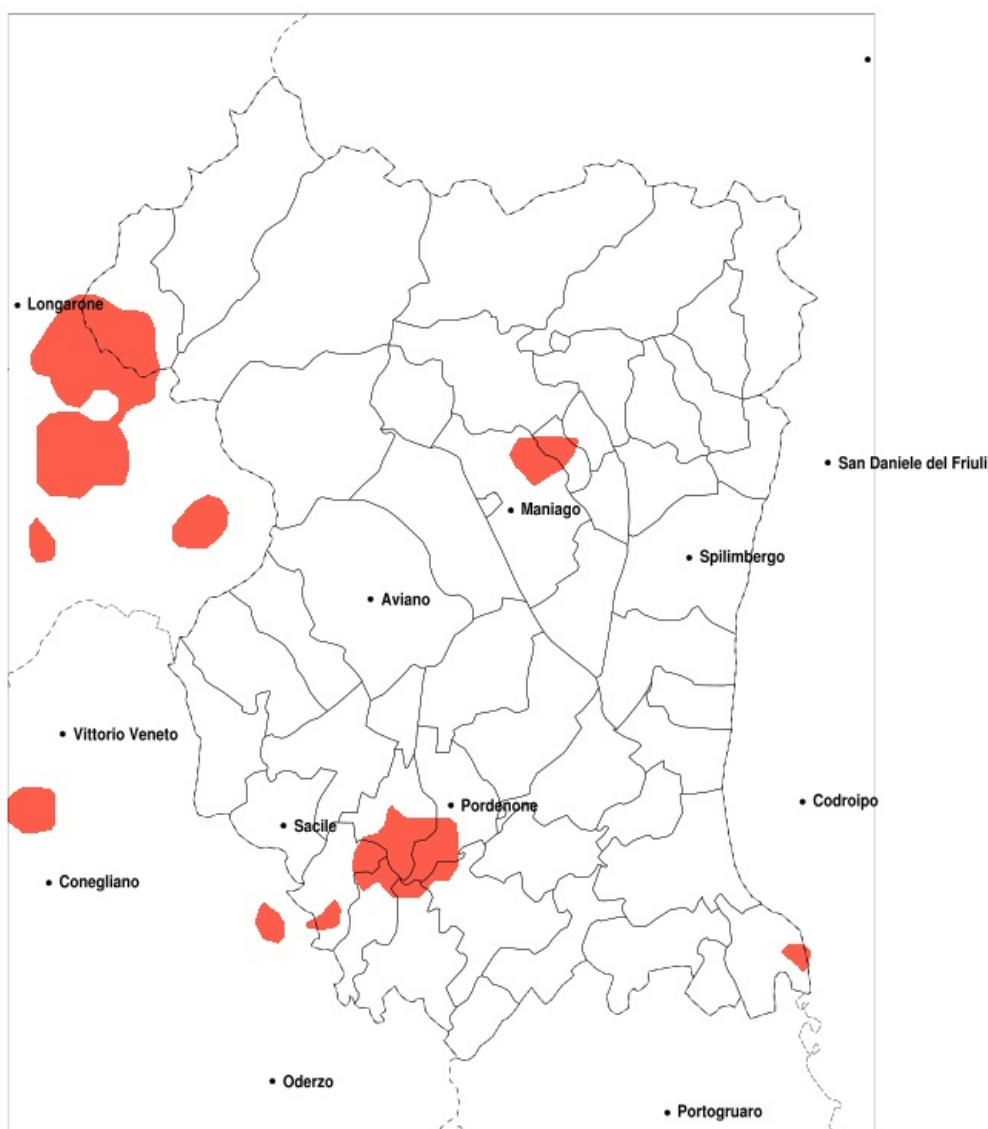 Longarone
San Daniele del Friuli
Maniago
Spilimbergo
Aviano
Vittorio Veneto
Codroipo
Pordenone
Sacile
Conegliano
Oderzo
Portogruaro